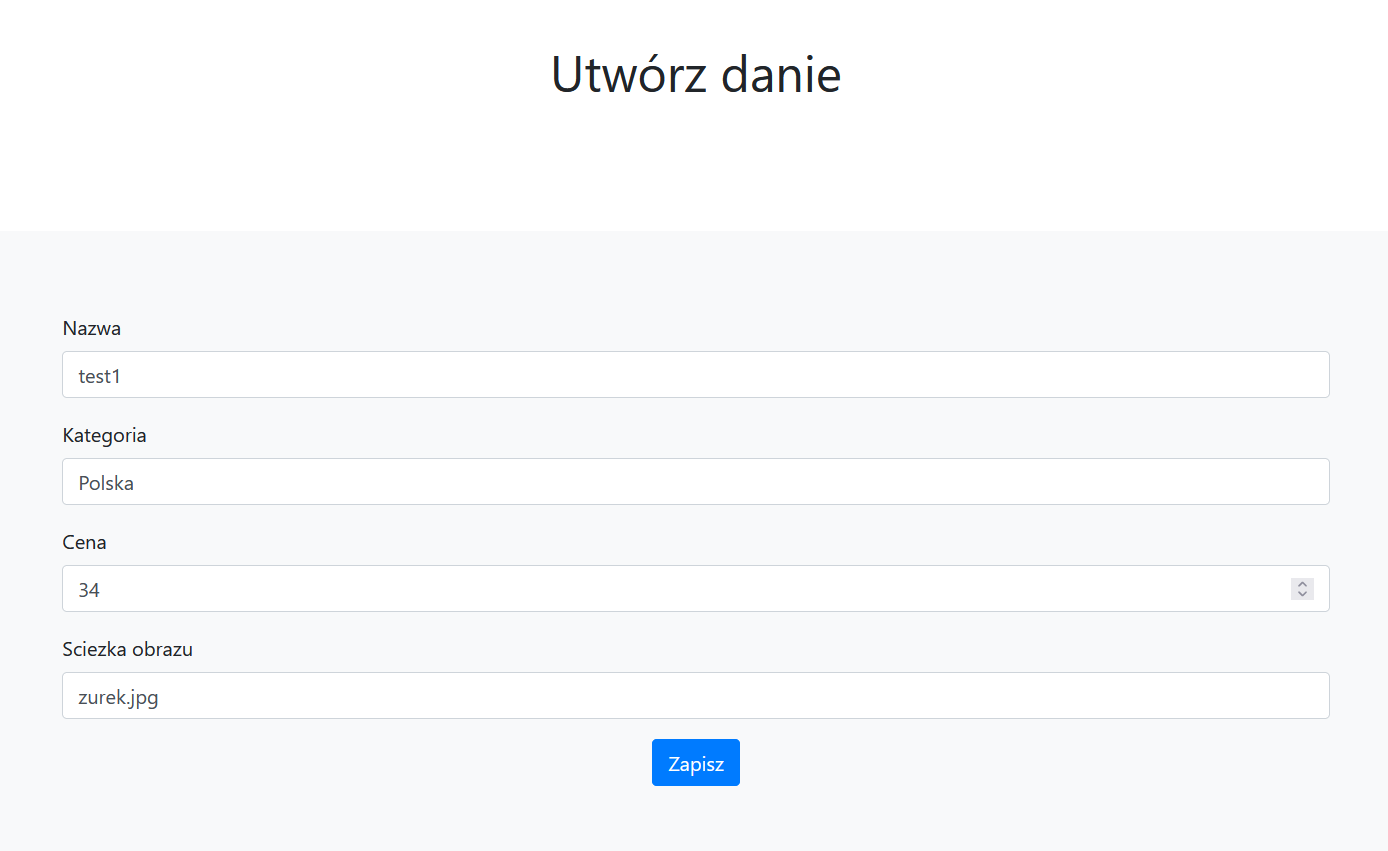 Utwórz danie
Nazwa
test1
Kategoria
Polska
Cena
34
Sciezka obrazu
zurek.jpg
Zapisz